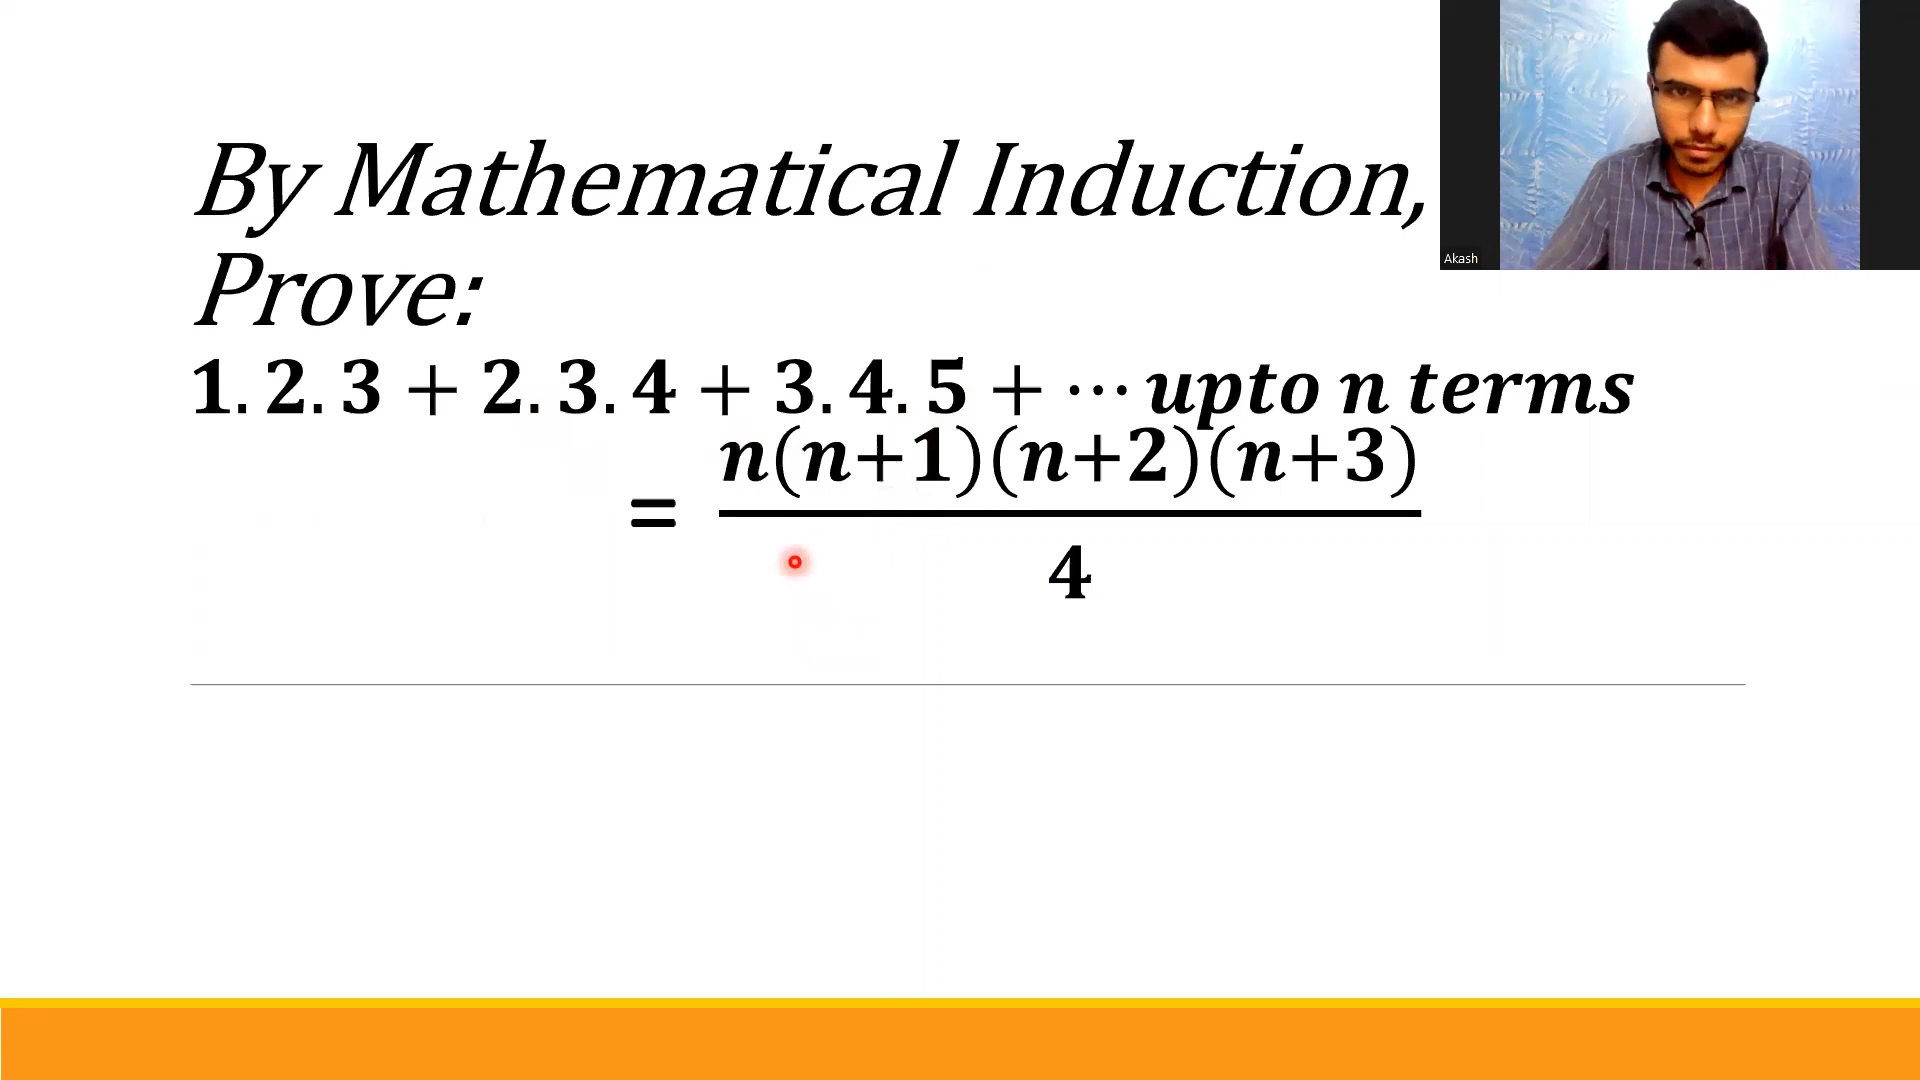 By Mathematical Induction,
Prove:
1.2.3 + 2.3.4 + 3.4.5 + ⋯ upto n terms
= n(n+1)(n+2)(n+3)
4
Akash